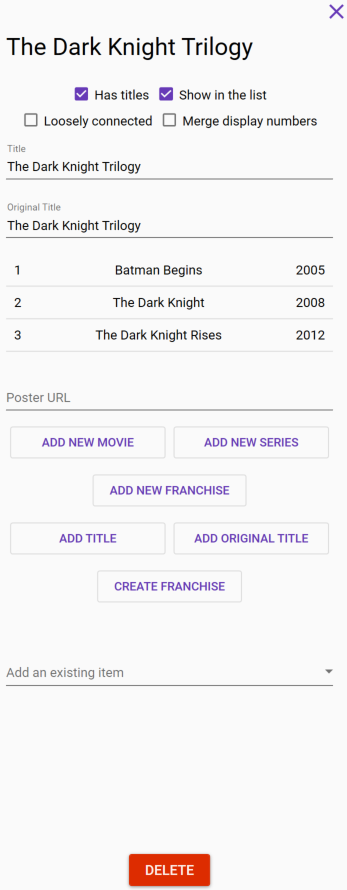 The Dark Knight Trilogy
Has titles Show in the list
Loosely connected Merge display numbers
Title
The Dark Knight Trilogy
Original Title
The Dark Knight Trilogy
1 Batman Begins 2005
2 The Dark Knight 2008
3 The Dark Knight Rises 2012
Poster URL
ADD NEW MOVIE ADD NEW SERIES
ADD NEW FRANCHISE
ADD TITLE ADD ORIGINAL TITLE
CREATE FRANCHISE
Add an existing item
DELETE